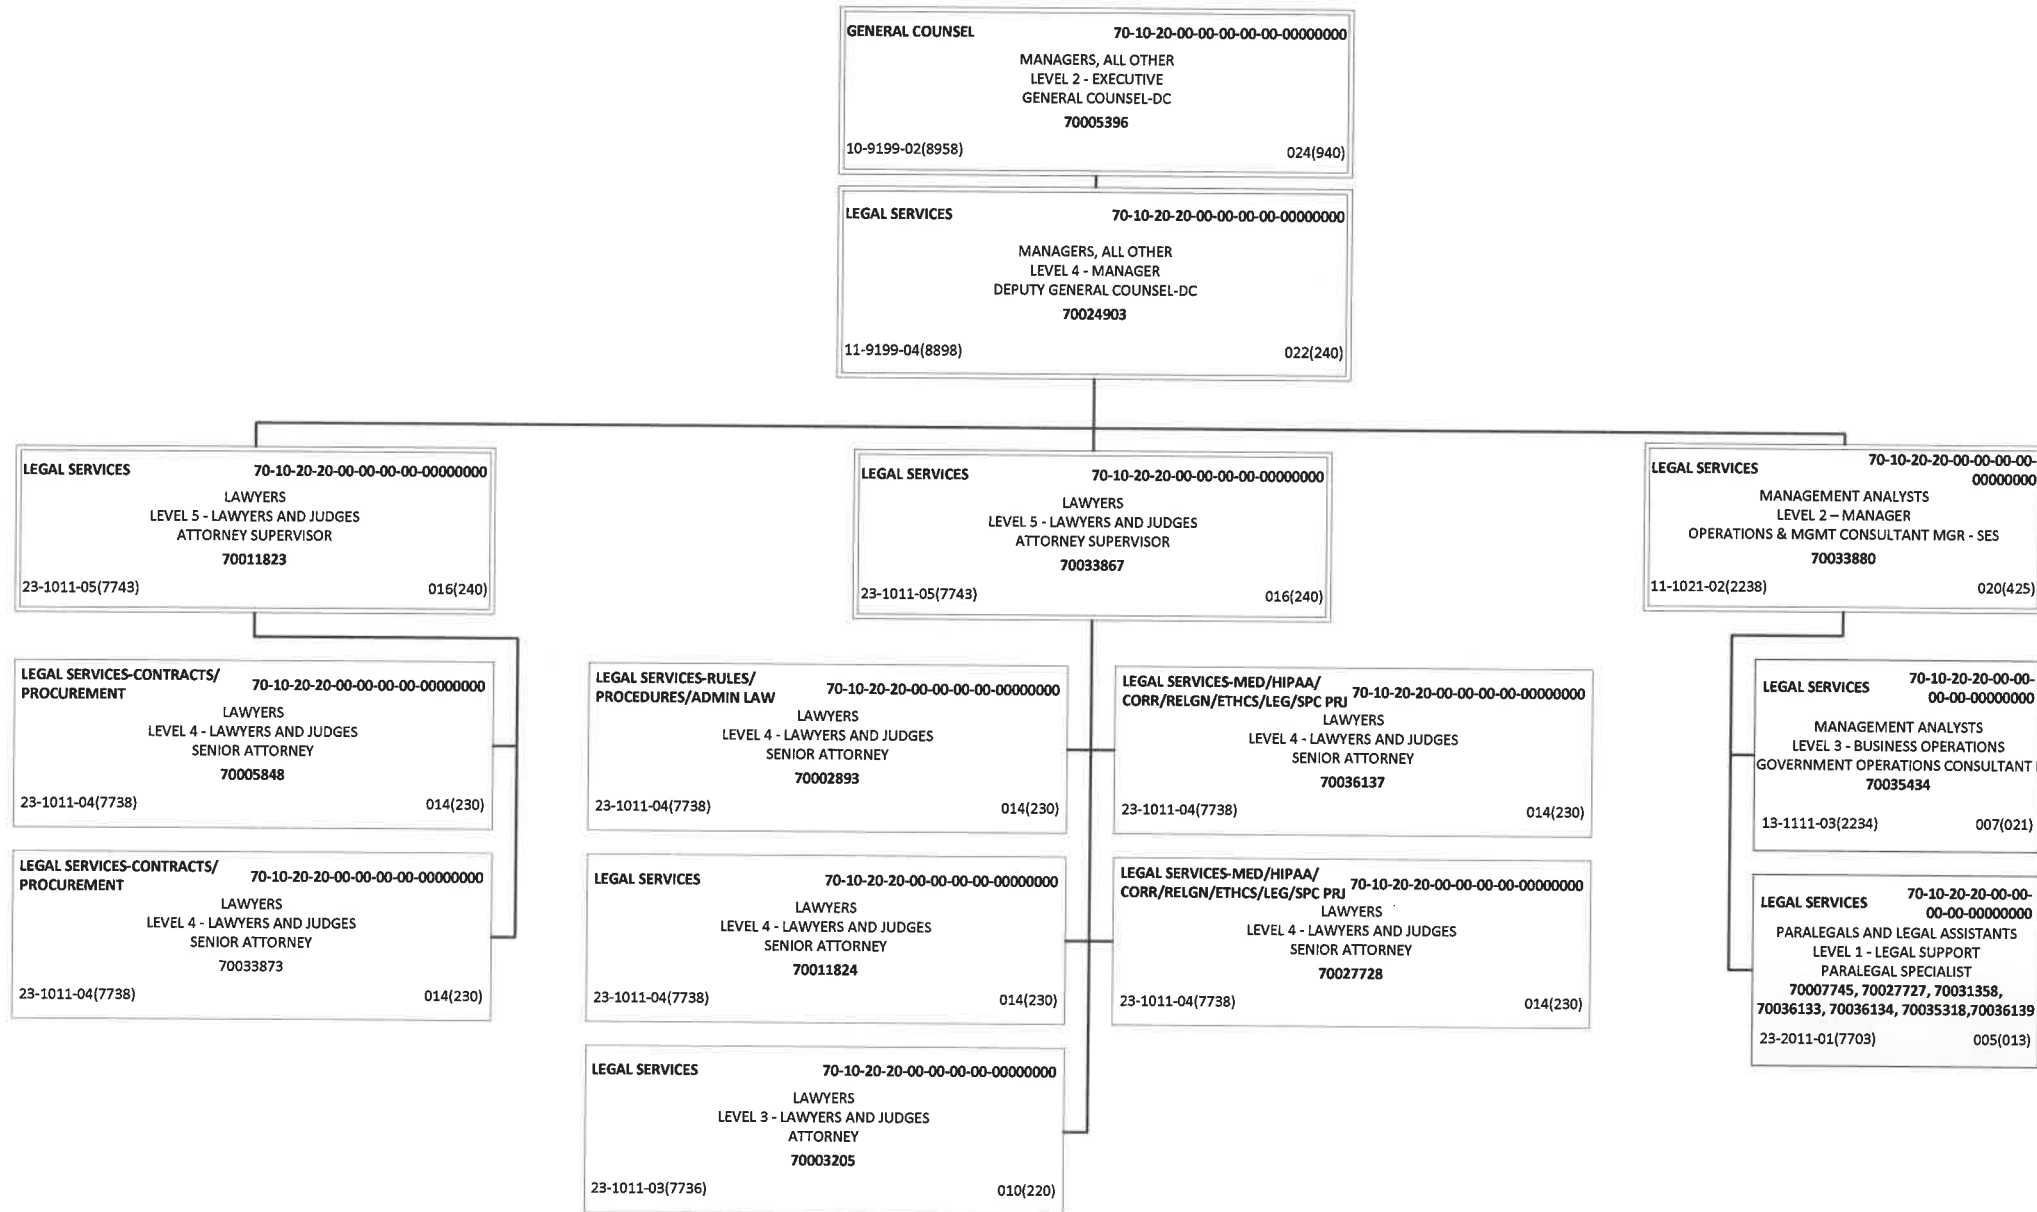 GENERAL COUNSEL 70-10-20-00-00-00-00-00000000
MANAGERS, ALL OTHER
LEVEL 2 - EXECUTIVE
GENERAL COUNSEL-DC
70005396
10-9199-02(8958) 024(940)
LEGAL SERVICES 70-10-20-20-00-00-00-00-00000000
MANAGERS, ALL OTHER
LEVEL 4 - MANAGER
DEPUTY GENERAL COUNSEL-DC
70024903
11-9199-04(8898) 022(240)
LEGAL SERVICES 70-10-20-20-00-00-00-00-00000000
LAWYERS
LEVEL 5 - LAWYERS AND JUDGES
ATTORNEY SUPERVISOR
70011823
23-1011-05(7743) 016(240)
LEGAL SERVICES 70-10-20-20-00-00-00-00-00000000
LAWYERS
LEVEL 5 - LAWYERS AND JUDGES
ATTORNEY SUPERVISOR
70033867
23-1011-05(7743) 016(240)
LEGAL SERVICES 70-10-20-20-00-00-00-00-
00000000
MANAGEMENT ANALYSTS
LEVEL 2 – MANAGER
OPERATIONS & MGMT CONSULTANT MGR - SES
70033880
11-1021-02(2238) 020(425)
LEGAL SERVICES-CONTRACTS/
PROCUREMENT 70-10-20-20-00-00-00-00-00000000
LAWYERS
LEVEL 4 - LAWYERS AND JUDGES
SENIOR ATTORNEY
70005848
23-1011-04(7738) 014(230)
LEGAL SERVICES-CONTRACTS/
PROCUREMENT 70-10-20-20-00-00-00-00-00000000
LAWYERS
LEVEL 4 - LAWYERS AND JUDGES
SENIOR ATTORNEY
70033873
23-1011-04(7738) 014(230)
LEGAL SERVICES-RULES/
PROCEDURES/ADMIN LAW 70-10-20-20-00-00-00-00-00000000
LAWYERS
LEVEL 4 - LAWYERS AND JUDGES
SENIOR ATTORNEY
70002893
23-1011-04(7738) 014(230)
LEGAL SERVICES-MED/HIPAA/
CORR/RELGN/ETHCS/LEG/SPC PRJ 70-10-20-20-00-00-00-00-00000000
LAWYERS
LEVEL 4 - LAWYERS AND JUDGES
SENIOR ATTORNEY
70036137
23-1011-04(7738) 014(230)
LEGAL SERVICES 70-10-20-20-00-00-00-00-00000000
LAWYERS
LEVEL 4 - LAWYERS AND JUDGES
SENIOR ATTORNEY
70011824
23-1011-04(7738) 014(230)
LEGAL SERVICES-MED/HIPAA/
CORR/RELGN/ETHCS/LEG/SPC PRJ 70-10-20-20-00-00-00-00-00000000
LAWYERS
LEVEL 4 - LAWYERS AND JUDGES
SENIOR ATTORNEY
70027728
23-1011-04(7738) 014(230)
LEGAL SERVICES 70-10-20-20-00-00-00-00-00000000
LAWYERS
LEVEL 3 - LAWYERS AND JUDGES
ATTORNEY
70003205
23-1011-03(7736) 010(220)
LEGAL SERVICES 70-10-20-20-00-00-
00-00-00000000
MANAGEMENT ANALYSTS
LEVEL 3 - BUSINESS OPERATIONS
GOVERNMENT OPERATIONS CONSULTANT
70035434
13-1111-03(2234) 007(021)
LEGAL SERVICES 70-10-20-20-00-00-
00-00-00000000
PARALEGALS AND LEGAL ASSISTANTS
LEVEL 1 - LEGAL SUPPORT
PARALEGAL SPECIALIST
70007745, 70027727, 70031358,
70036133, 70036134, 70035318,70036139
23-2011-01(7703) 005(013)